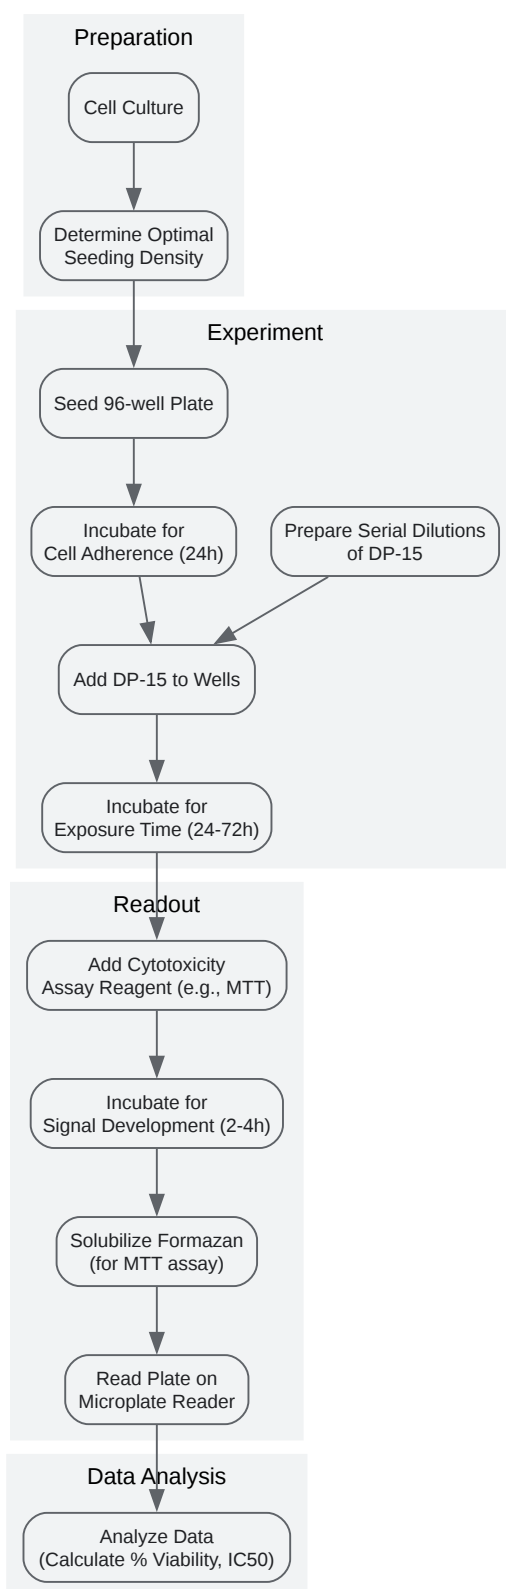 Preparation
Cell Culture
Determine Optimal
Seeding Density
Experiment
Seed 96-well Plate
Incubate for
Cell Adherence (24h)
Prepare Serial Dilutions
of DP-15
Add DP-15 to Wells
Incubate for
Exposure Time (24-72h)
Readout
Add Cytotoxicity
Assay Reagent (e.g., MTT)
Incubate for
Signal Development (2-4h)
Solubilize Formazan
(for MTT assay)
Read Plate on
Microplate Reader
Data Analysis
Analyze Data
(Calculate % Viability, IC50)